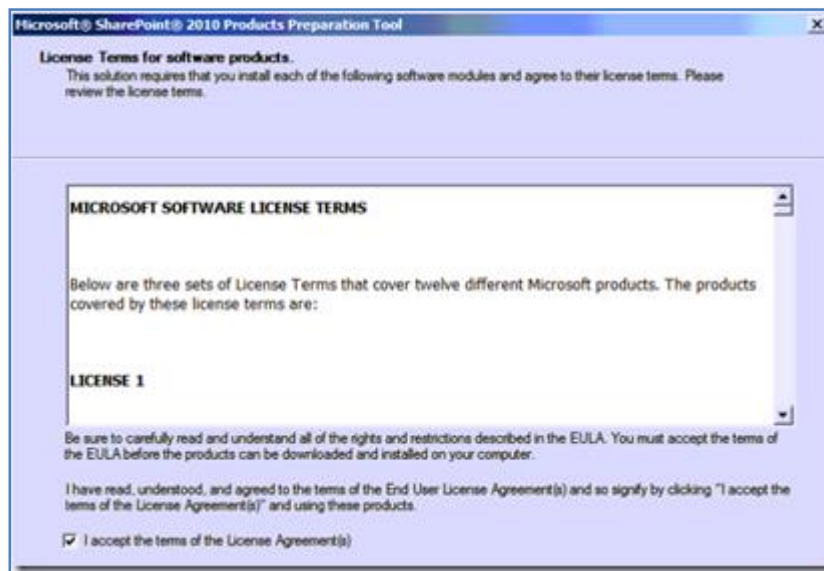 Microsoft® SharePoint® 2010 Products Preparation Tool
License Terms for software products.
This solution requires that you install each of the following software modules and agree to their license terms. Please
review the license terms.
MICROSOFT SOFTWARE LICENSE TERMS
Below are three sets of License Terms that cover twelve different Microsoft products. The products
covered by these license terms are:
LICENSE 1
Be sure to carefully read and understand all of the rights and restrictions described in the EULA. You must accept the terms of
the EULA before the products can be downloaded and installed on your computer.
I have read, understood, and agreed to the terms of the End User License Agreement(s) and so signify by clicking "I accept the
terms of the License Agreement(s)" and using these products.
I accept the terms of the License Agreement(s)